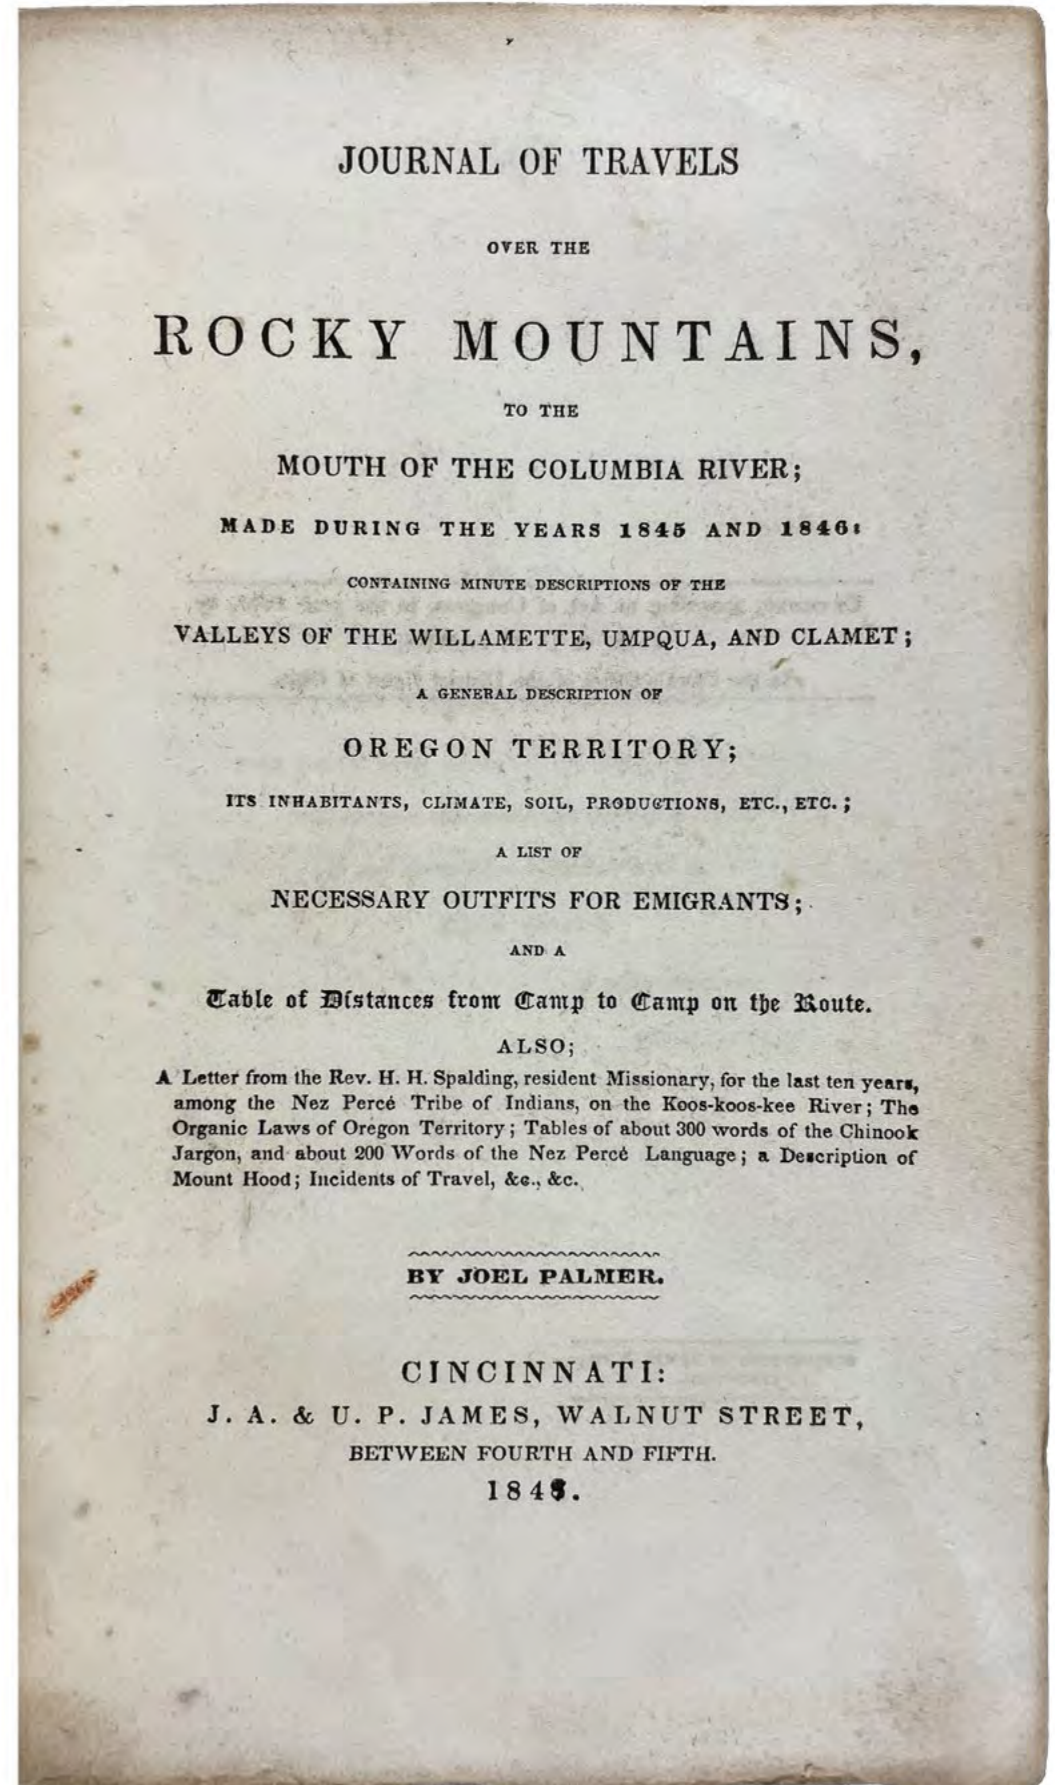 JOURNAL OF TRAVELS
OVER THE
ROCKY MOUNTAINS,
TO THE
MOUTH OF THE COLUMBIA RIVER;
MADE DURING THE YEARS 1845 AND 1846:
CONTAINING MINUTE DESCRIPTIONS OF THE
VALLEYS OF THE WILLAMETTE, UMPQUA, AND CLAMET;
A GENERAL DESCRIPTION OF
OREGON TERRITORY;
ITS INHABITANTS, CLIMATE, SOIL, PRODUCTIONS, ETC., ETC.;
A LIST OF
NECESSARY OUTFITS FOR EMIGRANTS;
AND A
Table of Distances from Camp to Camp on the Route.
ALSO;
A Letter from the Rev. H. H. Spalding, resident Missionary, for the last ten years,
among the Nez Percé Tribe of Indians, on the Koos-koos-kee River; The
Organic Laws of Oregon Territory; Tables of about 300 words of the Chinook
Jargon, and about 200 Words of the Nez Percé Language; a Description of
Mount Hood; Incidents of Travel, &c., &c.
BY JOEL PALMER.
CINCINNATI:
J. A. & U. P. JAMES, WALNUT STREET,
BETWEEN FOURTH AND FIFTH.